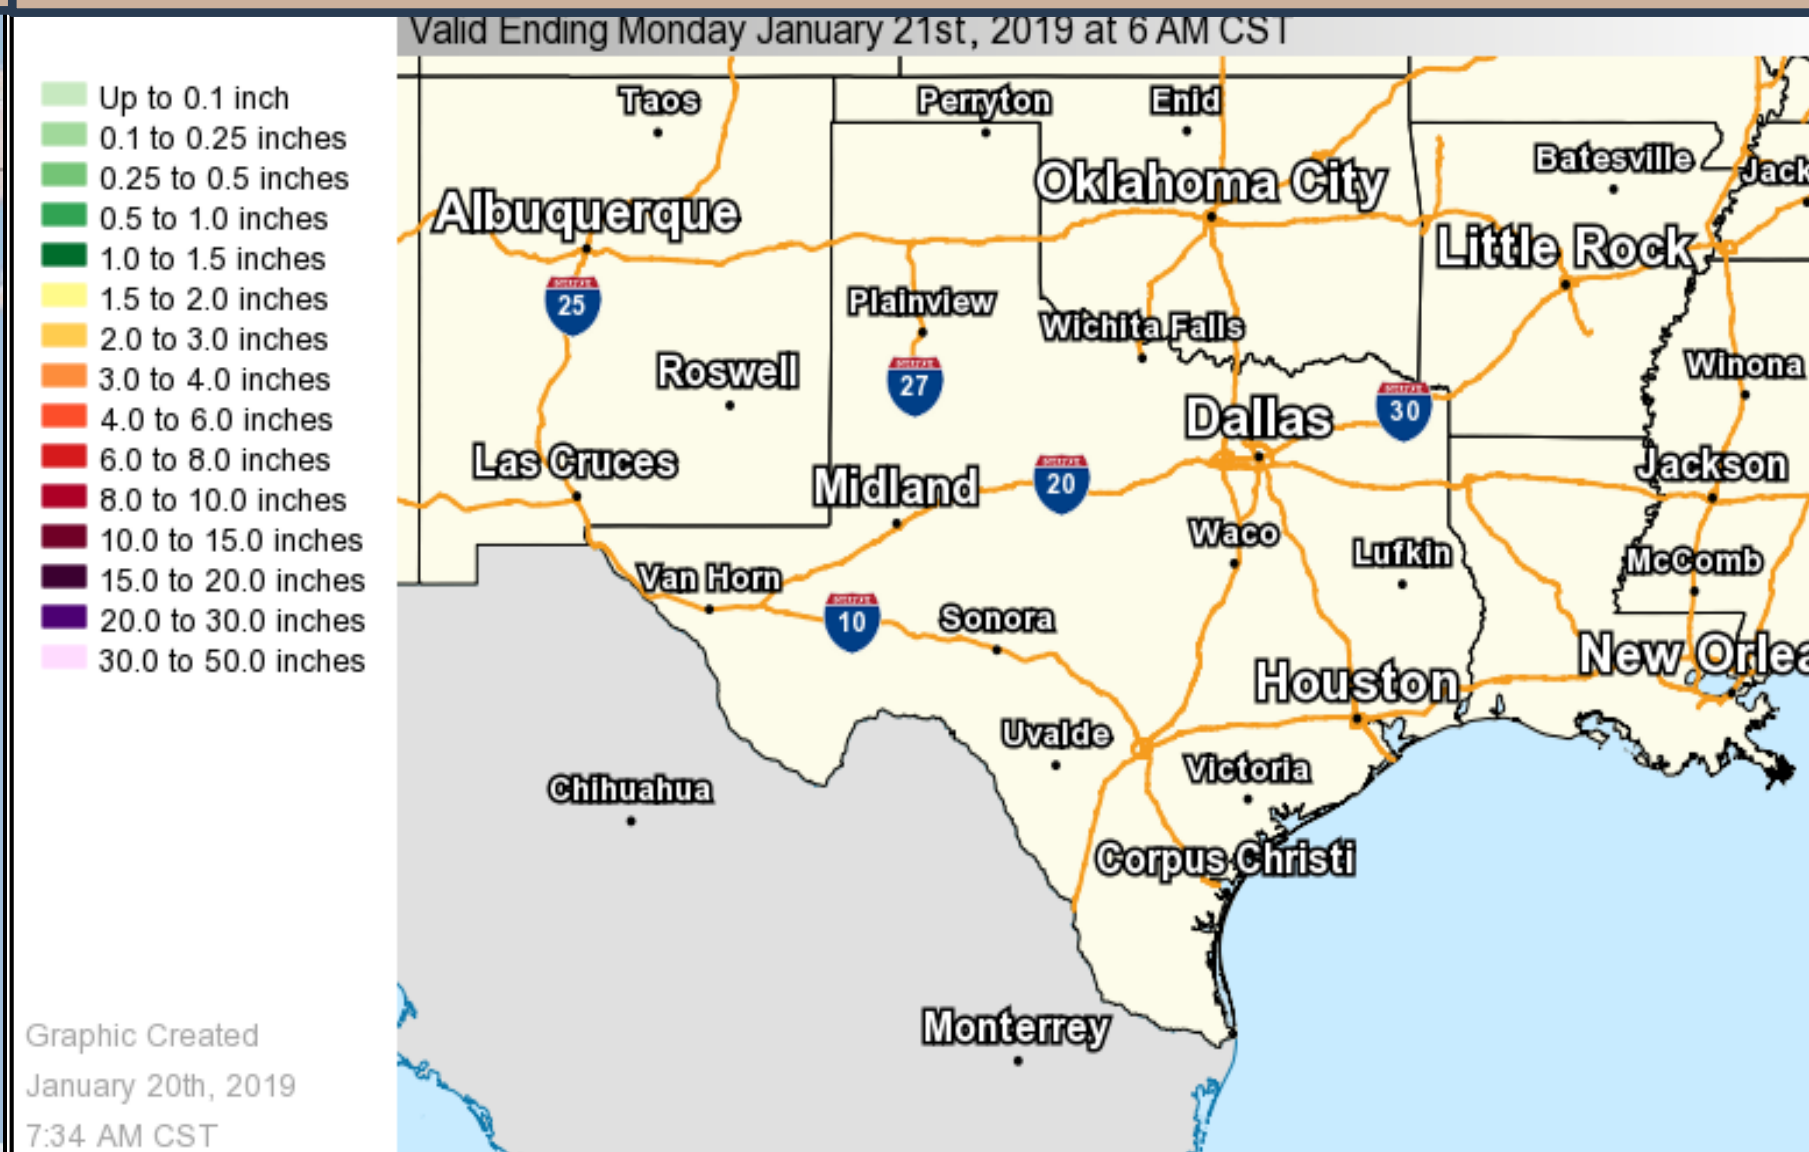 Valid Ending Monday January 21st, 2019 at 6 AM CST
Up to 0.1 inch
0.1 to 0.25 inches
0.25 to 0.5 inches
0.5 to 1.0 inches
1.0 to 1.5 inches
1.5 to 2.0 inches
2.0 to 3.0 inches
3.0 to 4.0 inches
4.0 to 6.0 inches
6.0 to 8.0 inches
8.0 to 10.0 inches
10.0 to 15.0 inches
15.0 to 20.0 inches
20.0 to 30.0 inches
30.0 to 50.0 inches
Graphic Created
January 20th, 2019
7:34 AM CST
Taos
Perryton
Enid
Batesville
Jack
Oklahoma City
Albuquerque
Little Rock
25
Plainview
Wichita Falls
Roswell
27
Winona
30
Dallas
Las Cruces
Midland
20
Jackson
Waco
Lufkin
McComb
Van Horn
10
Sonora
New Orlea
Houston
Uvalde
Victoria
Chihuahua
Corpus Christi
Monterrey